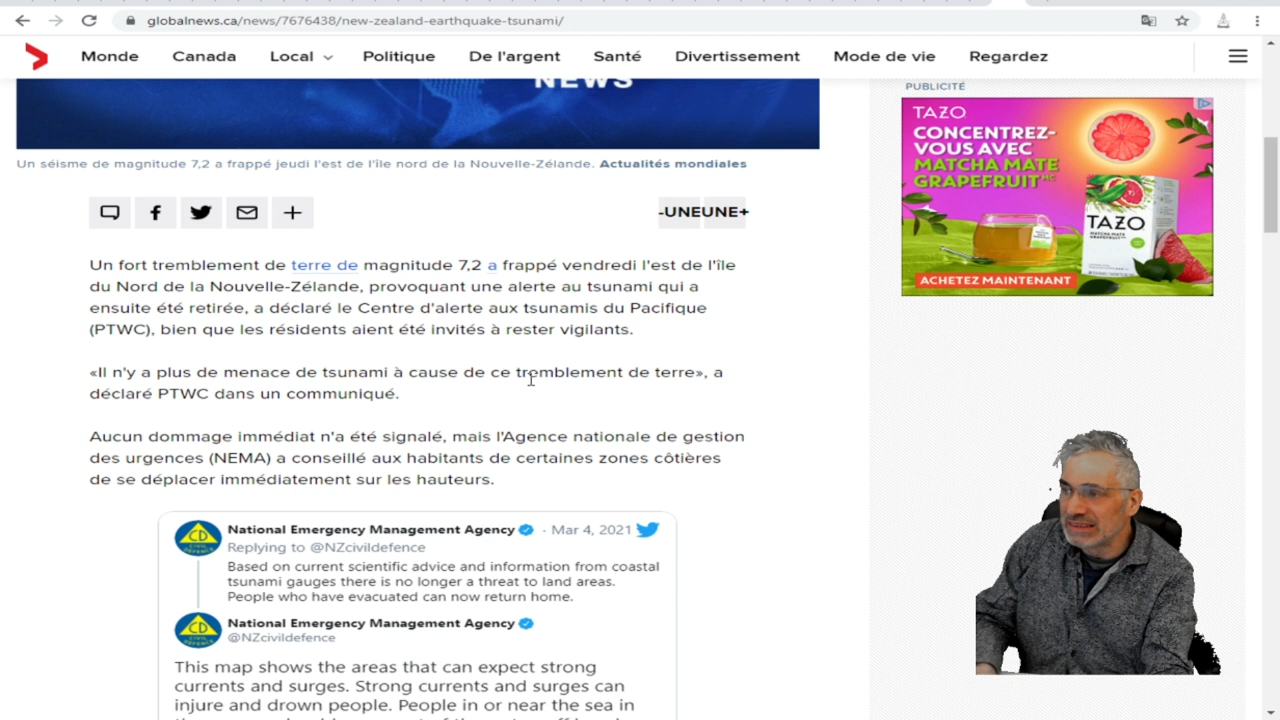 globalnews.ca/news/7676438/new-zealand-earthquake-tsunami/
Monde Canada Local Politique De l'argent Santé Divertissement Mode de vie Regardez
NEWS
Un séisme de magnitude 7,2 a frappé jeudi l'est de l'île nord de la Nouvelle-Zélande. Actualités mondiales
-UNEUNE+
Un fort tremblement de terre de magnitude 7,2 a frappé vendredi l'est de l'île
du Nord de la Nouvelle-Zélande, provoquant une alerte au tsunami qui a
ensuite été retirée, a déclaré le Centre d'alerte aux tsunamis du Pacifique
(PTWC), bien que les résidents aient été invités à rester vigilants.
«Il n'y a plus de menace de tsunami à cause de ce tremblement de terre», a
déclaré PTWC dans un communiqué.
Aucun dommage immédiat n'a été signalé, mais l'Agence nationale de gestion
des urgences (NEMA) a conseillé aux habitants de certaines zones côtières
de se déplacer immédiatement sur les hauteurs.
National Emergency Management Agency · Mar 4, 2021
Replying to @NZcivildefence
Based on current scientific advice and information from coastal
tsunami gauges there is no longer a threat to land areas.
People who have evacuated can now return home.
National Emergency Management Agency
@NZcivildefence
This map shows the areas that can expect strong
currents and surges. Strong currents and surges can
injure and drown people. People in or near the sea in
PUBLICITÉ
TAZO
CONCENTREZ-
VOUS AVEC
MATCHA MATE
GRAPEFRUIT MC
TAZO
ACHETEZ MAINTENANT